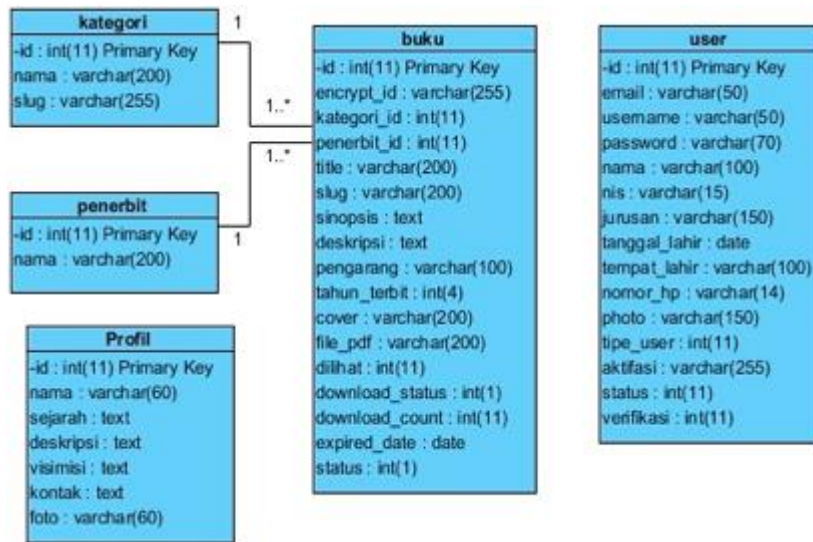 kategori
-id : int(11) Primary Key
nama : varchar(200)
slug : varchar(255)
1
1..*
penerbit
-id : int(11) Primary Key
nama : varchar(200)
1
1..*
Profil
-id : int(11) Primary Key
nama : varchar(60)
sejarah : text
deskripsi : text
visimisi : text
kontak : text
foto : varchar(60)
buku
-id : int(11) Primary Key
encrypt_id : varchar(255)
kategori_id : int(11)
penerbit_id : int(11)
title : varchar(200)
slug : varchar(200)
sinopsis : text
deskripsi : text
pengarang : varchar(100)
tahun_terbit : int(4)
cover : varchar(200)
file_pdf : varchar(200)
dilihat : int(11)
download_status : int(1)
download_count : int(11)
expired_date : date
status : int(1)
user
-id : int(11) Primary Key
email : varchar(50)
username : varchar(50)
password : varchar(70)
nama : varchar(100)
nis : varchar(15)
jurusan : varchar(150)
tanggal_lahir : date
tempat_lahir : varchar(100)
nomor_hp : varchar(14)
photo : varchar(150)
tipe_user : int(11)
aktifasi : varchar(255)
status : int(11)
verifikasi : int(11)